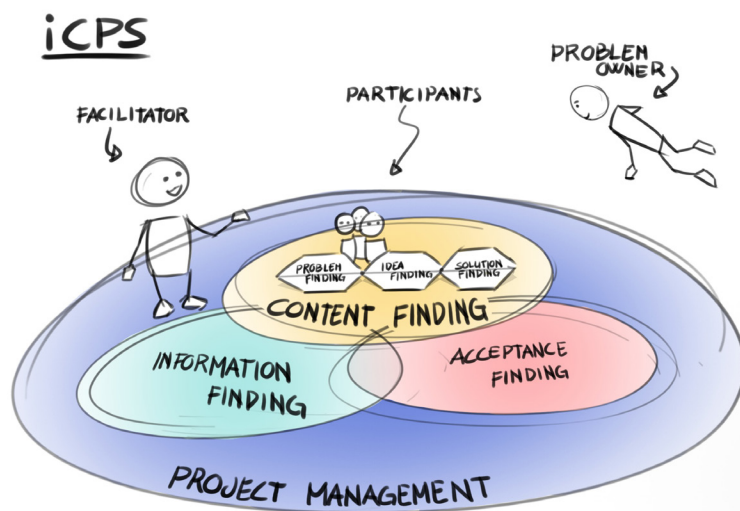 iCPS
PROBLEM
OWNER
PARTICIPANTS
FACILITATOR
PROBLEM
FINDING
IDEA
FINDING
SOLUTION
FINDING
CONTENT FINDING
INFORMATION
FINDING
ACCEPTANCE
FINDING
PROJECT MANAGEMENT